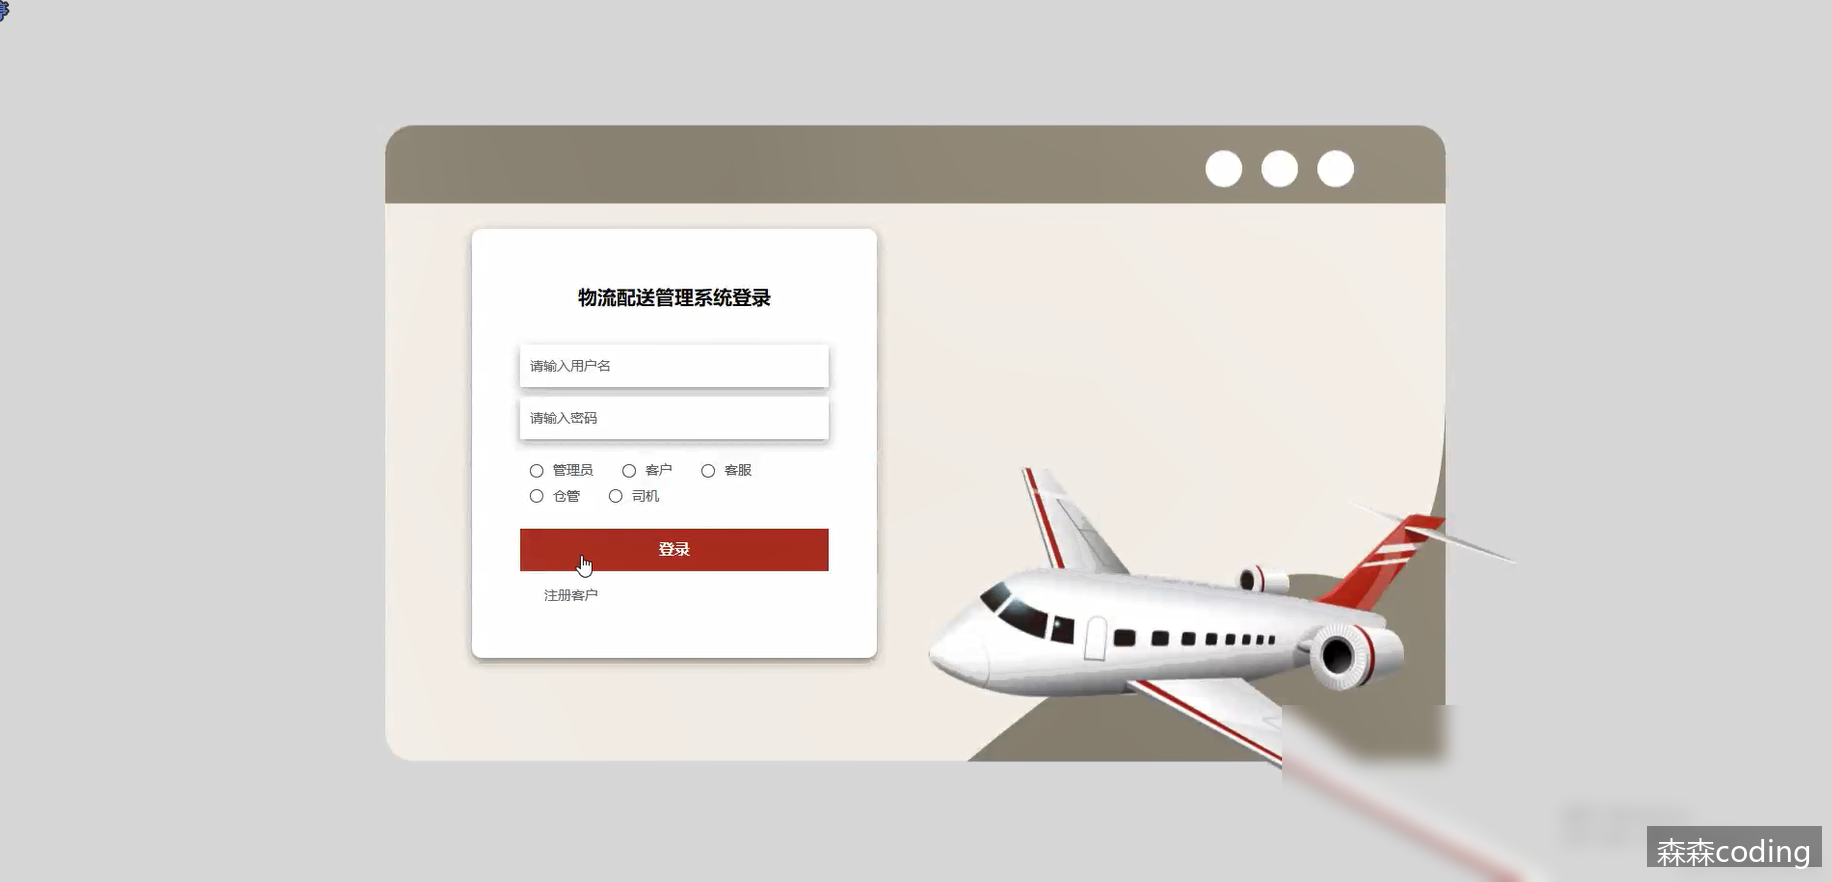 物流配送管理系统登录
请输入用户名
请输入密码
管理员 客户 客服
仓管 司机
登录
注册客户
森森coding